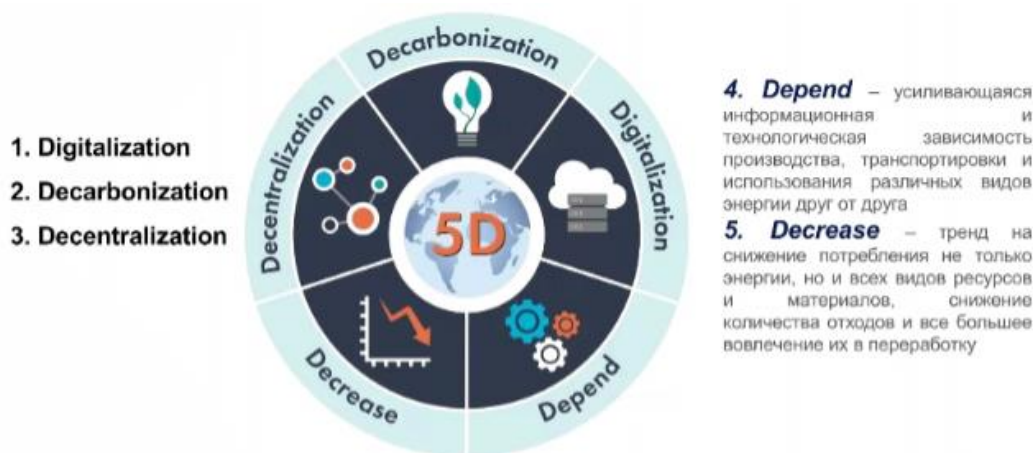 1. Digitalization
2. Decarbonization
3. Decentralization
Decarbonization
Digitalization
Depend
Decrease
Decentralization
5D
4. Depend – усиливающаяся
информационная и
технологическая зависимость
производства, транспортировки и
использования различных видов
энергии друг от друга
5. Decrease – тренд на
снижение потребления не только
энергии, но и всех видов ресурсов
и материалов, снижение
количества отходов и все большее
вовлечение их в переработку